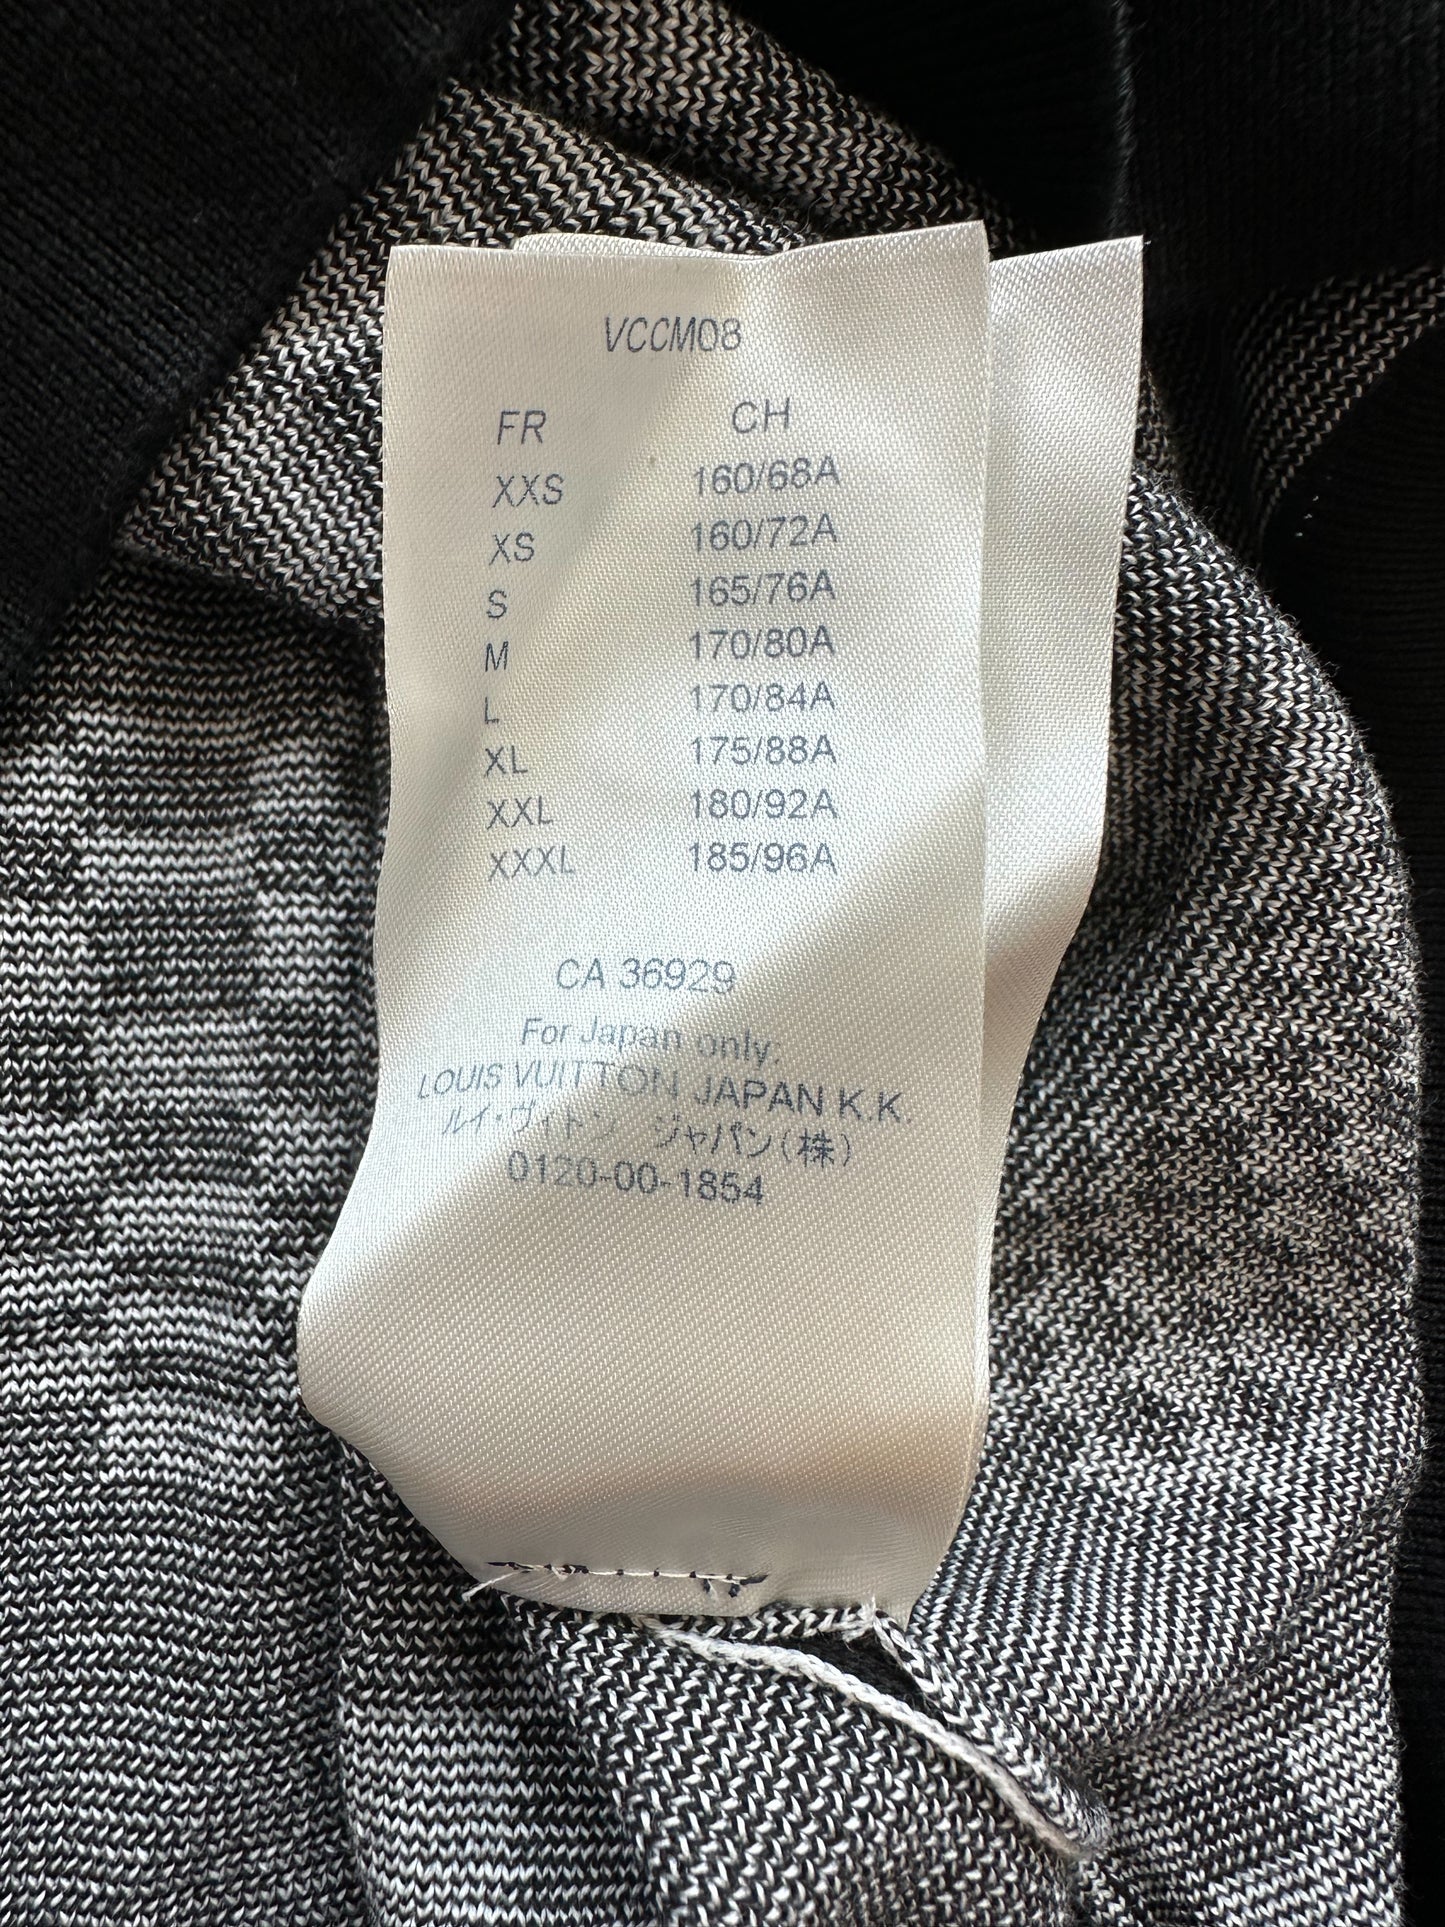 VCCM08
FR CH
XXS 160/68A
XS 160/72A
S 165/76A
M 170/80A
L 170/84A
XL 175/88A
XXL 180/92A
XXXL 185/96A
CA 36929
For Japan only:
LOUIS VUITTON JAPAN K.K.
ルイ・ヴィトン ジャパン(株)
0120-00-1854